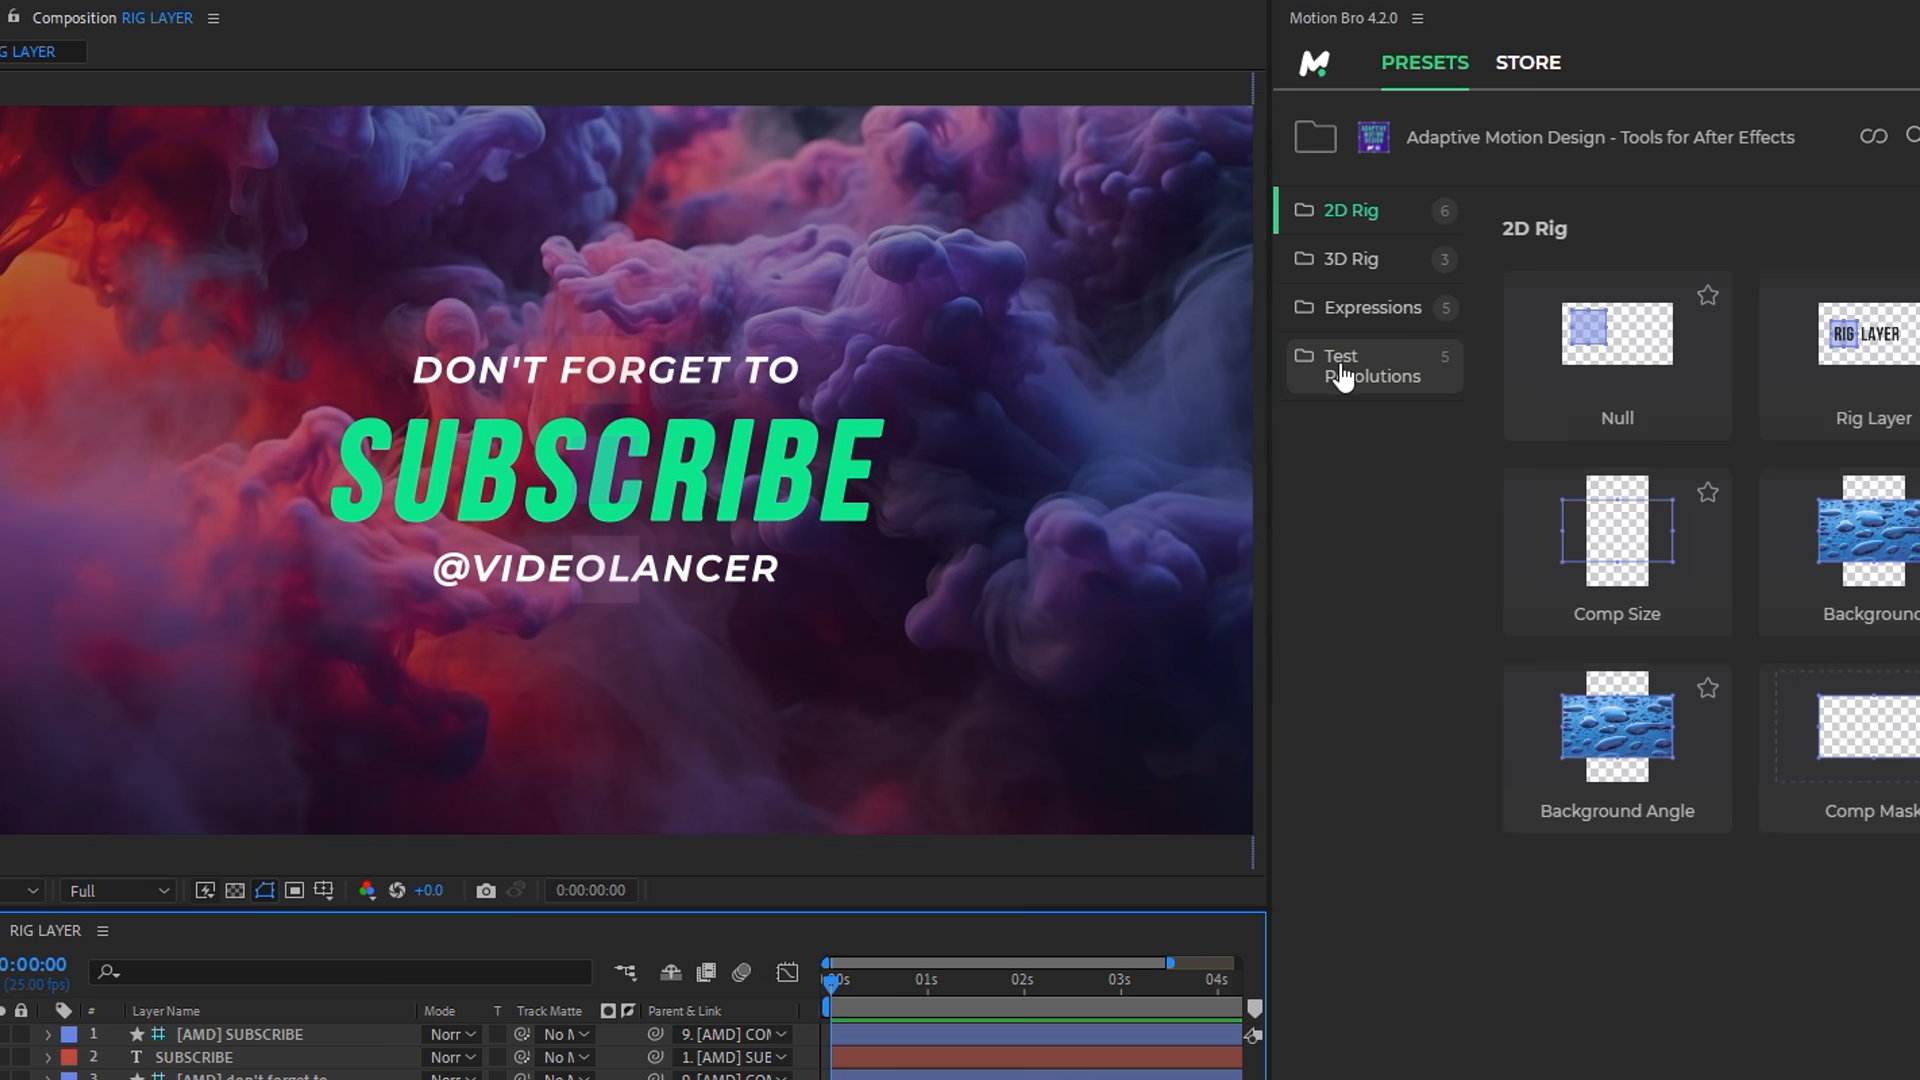 Composition RIG LAYER
G LAYER
DON'T FORGET TO
SUBSCRIBE
@VIDEOLANCER
Full
+0.0
0:00:00:00
RIG LAYER
0:00:00
(25.00 fps)
01s
02s
03s
04s
#
Layer Name
Mode
T
Track Matte
Parent & Link
1
[AMD] SUBSCRIBE
Norr
No
9. [AMD] CO
2
T
SUBSCRIBE
Norr
No
1. [AMD] SUE
Motion Bro 4.2.0
PRESETS
STORE
Adaptive Motion Design - Tools for After Effects
2D Rig
6
3D Rig
3
Expressions
5
Test
5
2D Rig
RIG LAYER
Null
Rig Layer
Comp Size
Background
Background Angle
Comp Mask